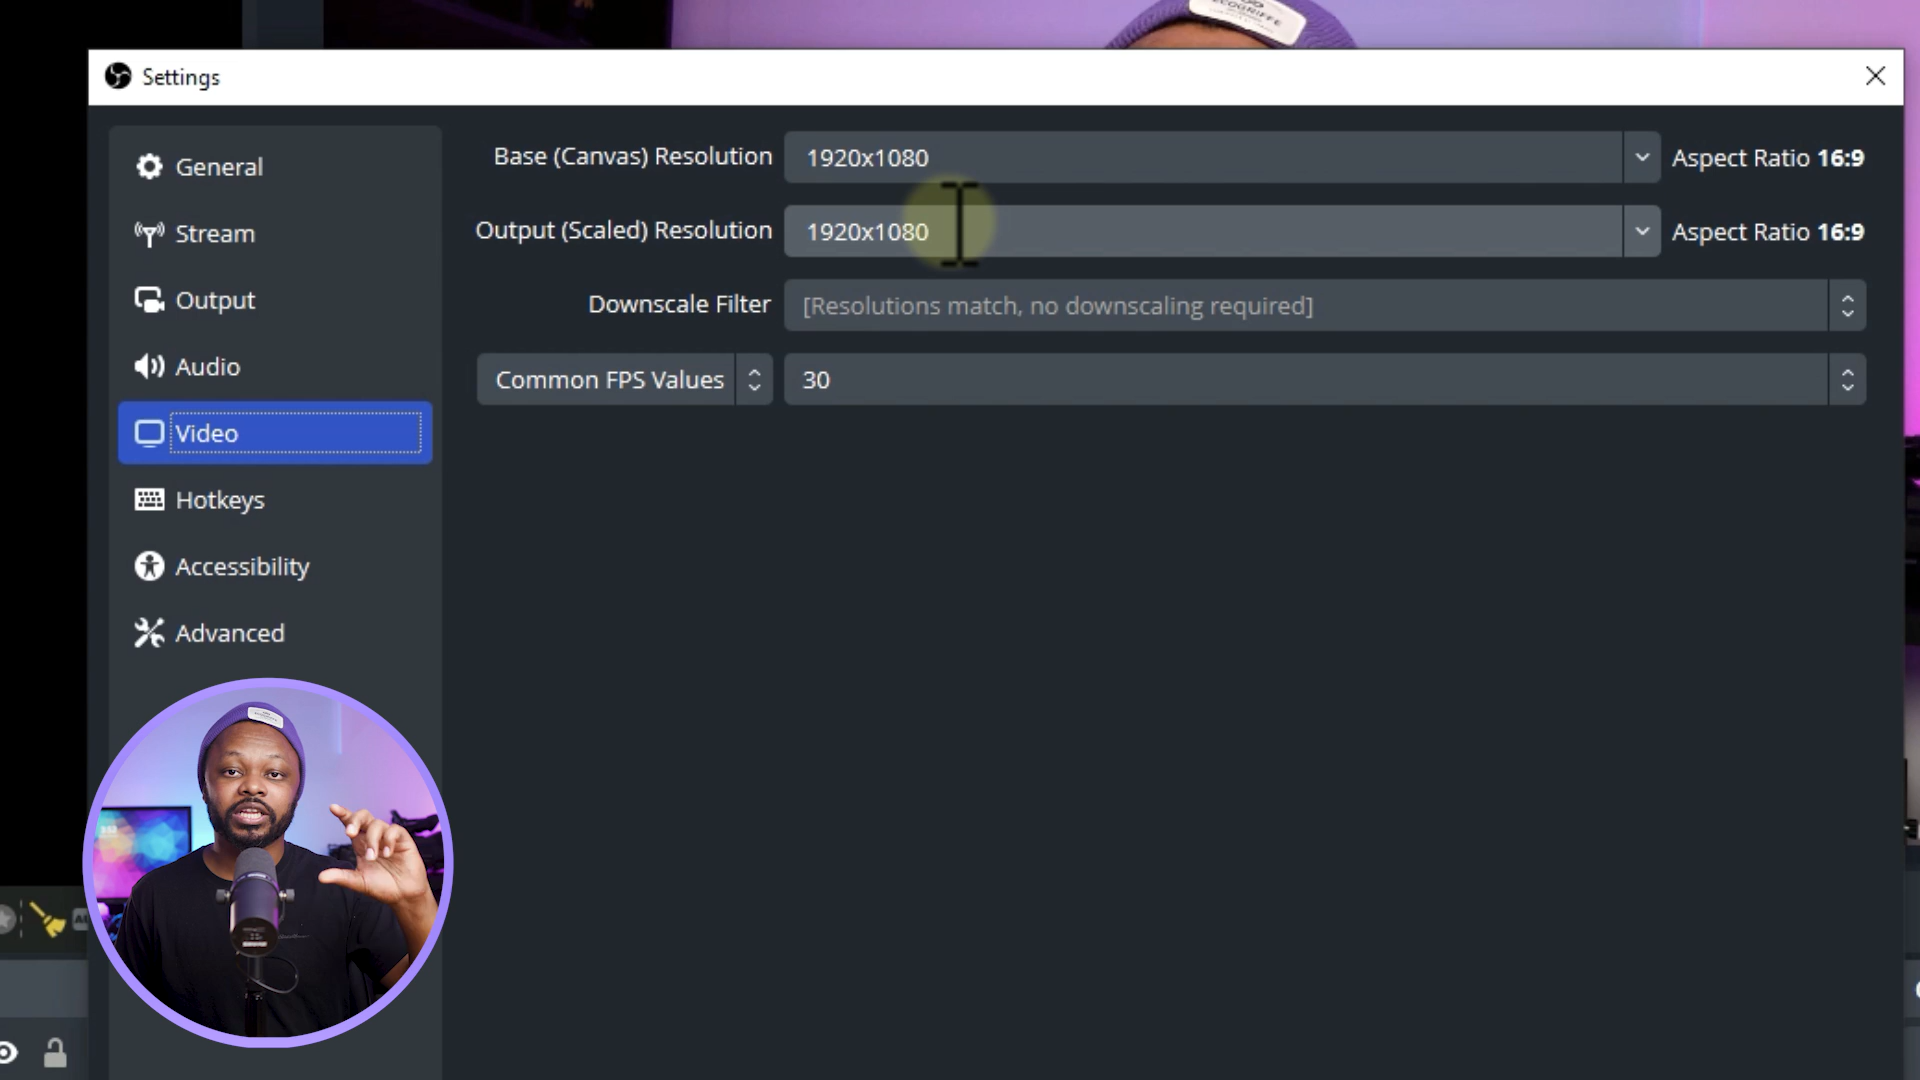 ECOGRIFFE
Settings
General
Stream
Output
Audio
Video
Hotkeys
Accessibility
Advanced
Base (Canvas) Resolution 1920x1080 Aspect Ratio 16:9
Output (Scaled) Resolution 1920x1080 Aspect Ratio 16:9
Downscale Filter [Resolutions match, no downscaling required]
Common FPS Values 30